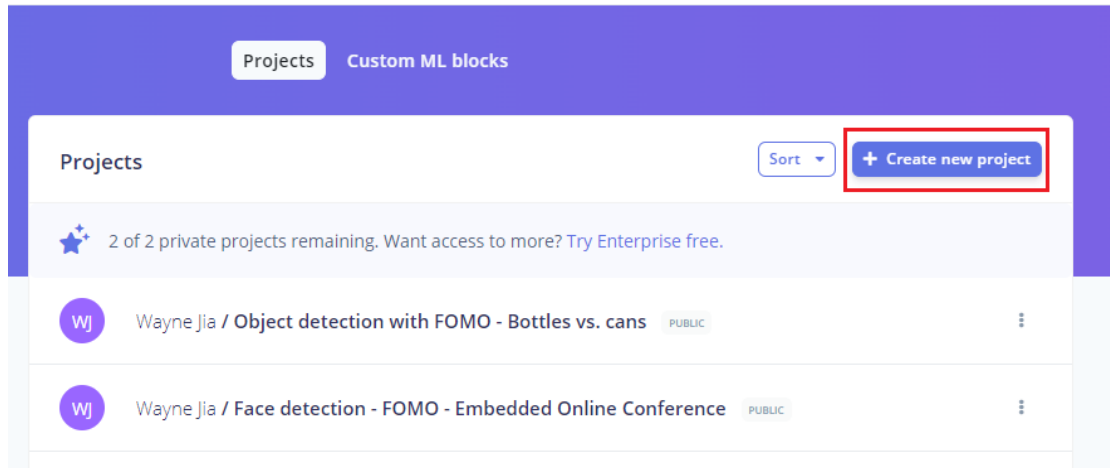 Projects Custom ML blocks
Projects Sort + Create new project
2 of 2 private projects remaining. Want access to more? Try Enterprise free.
WJ Wayne Jia / Object detection with FOMO - Bottles vs. cans PUBLIC
WJ Wayne Jia / Face detection - FOMO - Embedded Online Conference PUBLIC